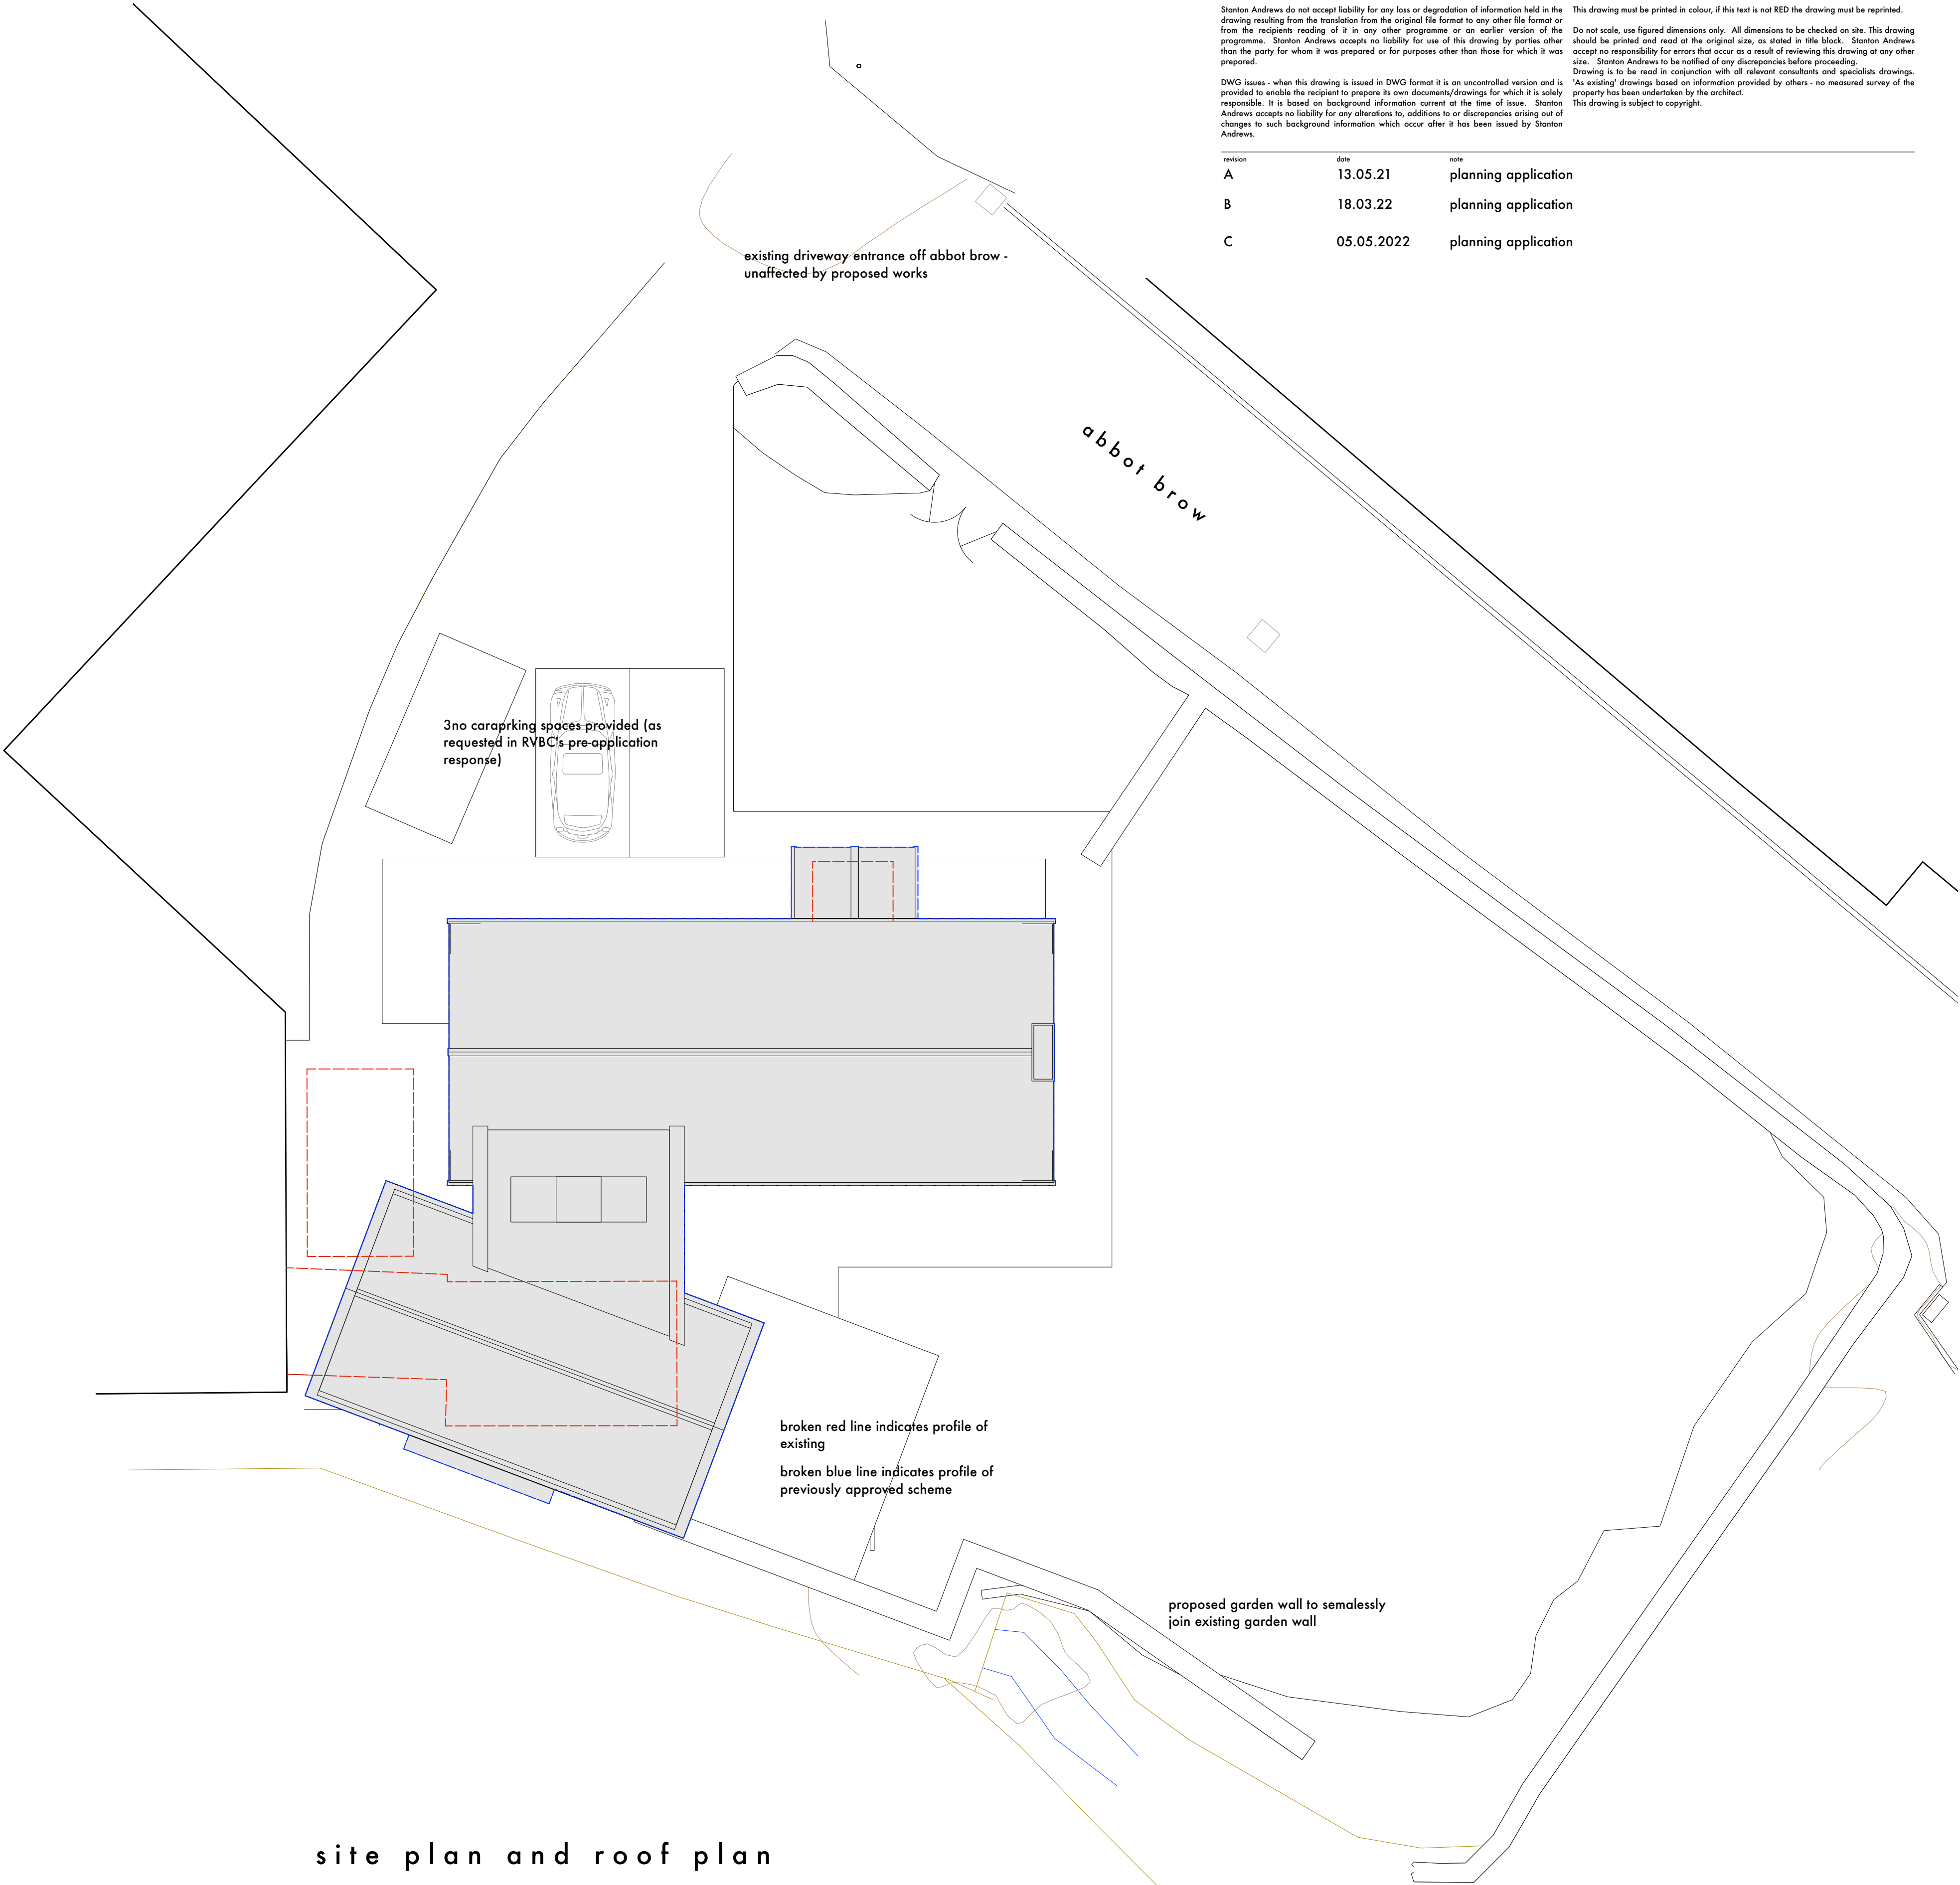 Stanton Andrews do not accept liability for any loss or degradation of information held in the
drawing resulting from the translation from the original file format to any other file format or
from the recipients reading of it in any other programme or an earlier version of the
programme. Stanton Andrews accepts no liability for use of this drawing by parties other
than the party for whom it was prepared or for purposes other than those for which it was
prepared.
DWG issues - when this drawing is issued in DWG format it is an uncontrolled version and is
provided to enable the recipient to prepare its own documents/drawings for which it is solely
responsible. It is based on background information current at the time of issue. Stanton
Andrews accepts no liability for any alterations to, additions to or discrepancies arising out of
changes to such background information which occur after it has been issued by Stanton
Andrews.
This drawing must be printed in colour, if this text is not RED the drawing must be reprinted.
Do not scale, use figured dimensions only. All dimensions to be checked on site. This drawing
should be printed and read at the original size, as stated in title block. Stanton Andrews
accept no responsibility for errors that occur as a result of reviewing this drawing at any other
size. Stanton Andrews to be notified of any discrepancies before proceeding.
Drawing is to be read in conjunction with all relevant consultants and specialists drawings.
'As existing' drawings based on information provided by others - no measured survey of the
property has been undertaken by the architect.
This drawing is subject to copyright.
revision date note
A 13.05.21 planning application
B 18.03.22 planning application
C 05.05.2022 planning application
existing driveway entrance off abbot brow -
unaffected by proposed works
abbot brow
3no caraprking spaces provided (as
requested in RVBC's pre-application
response)
broken red line indicates profile of
existing
broken blue line indicates profile of
previously approved scheme
proposed garden wall to semalessly
join existing garden wall
site plan and roof plan